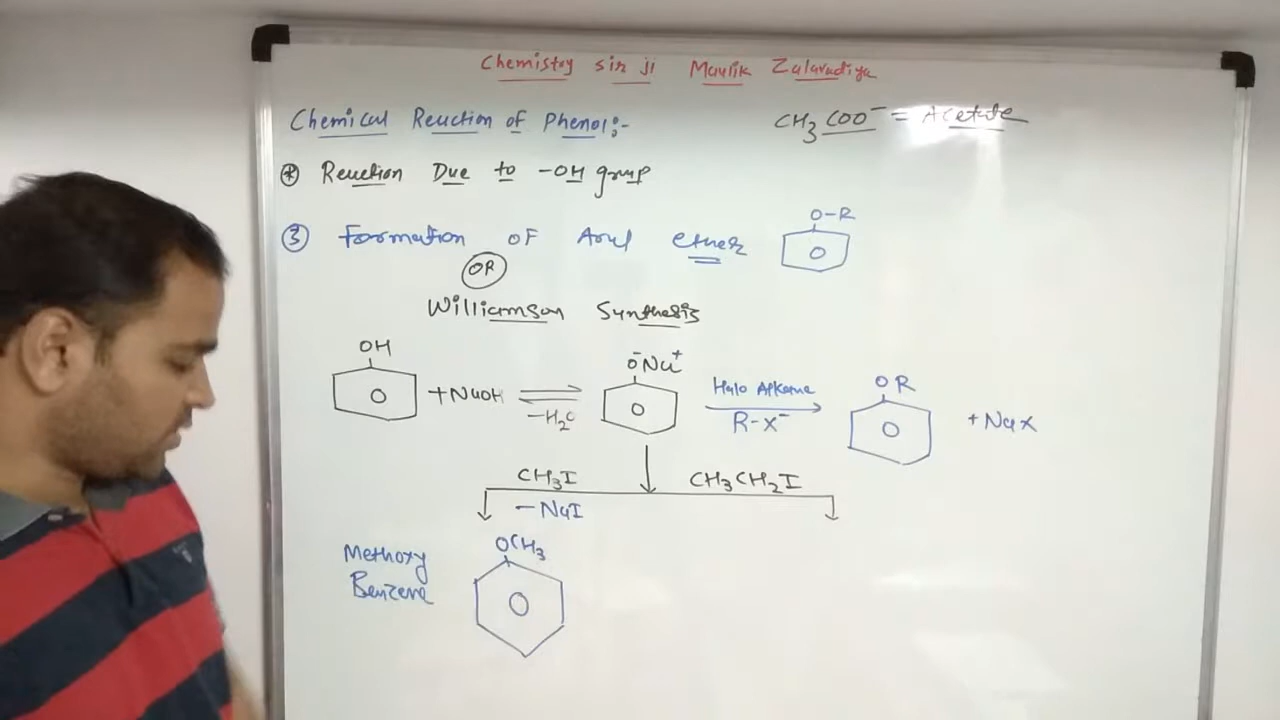 Chemistry sir ji Maulik Zalavadiya
Chemical Reaction of Phenol:-
CH₃COO⁻ = Acetate
* Reaction Due to -OH group
③ Formation OF Aryl ether
O-R
OR
Williamson Synthesis
OH
+NaOH
-H₂O
O⁻Na⁺
Halo Alkane
R-X⁻
OR
+ NaX
CH₃I
CH₃CH₂I
- NaI
OCH₃
Methoxy
Benzene